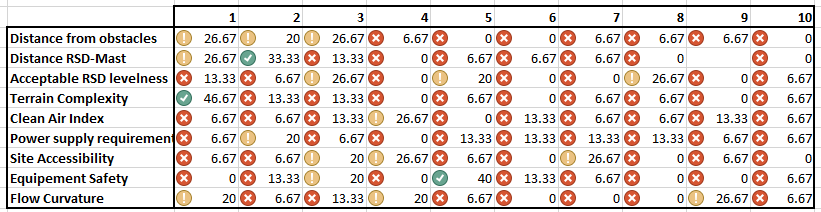 1 2 3 4 5 6 7 8 9 10
Distance from obstacles 26.67 20 26.67 6.67 0 0 6.67 6.67 6.67 0
Distance RSD-Mast 26.67 33.33 13.33 0 6.67 6.67 6.67 0 0
Acceptable RSD levelness 13.33 6.67 26.67 0 20 0 0 26.67 0 6.67
Terrain Complexity 46.67 13.33 13.33 0 6.67 0 6.67 6.67 0 6.67
Clean Air Index 6.67 6.67 13.33 26.67 0 13.33 6.67 6.67 13.33 6.67
Power supply requirement 6.67 20 6.67 0 13.33 13.33 13.33 13.33 6.67 6.67
Site Accessibility 6.67 6.67 20 26.67 6.67 0 26.67 0 6.67 0
Equipement Safety 0 13.33 20 0 40 13.33 6.67 0 0 6.67
Flow Curvature 20 6.67 13.33 20 6.67 0 0 0 26.67 6.67